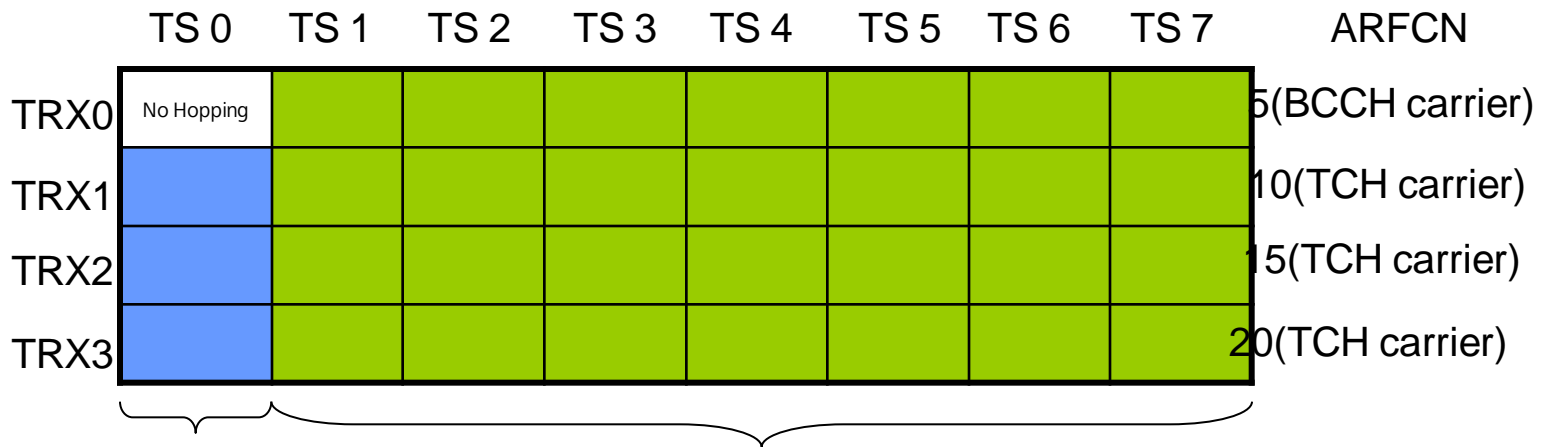 TS 0 TS 1 TS 2 TS 3 TS 4 TS 5 TS 6 TS 7 ARFCN
TRX0 No Hopping 5(BCCH carrier)
TRX1 10(TCH carrier)
TRX2 15(TCH carrier)
TRX3 20(TCH carrier)